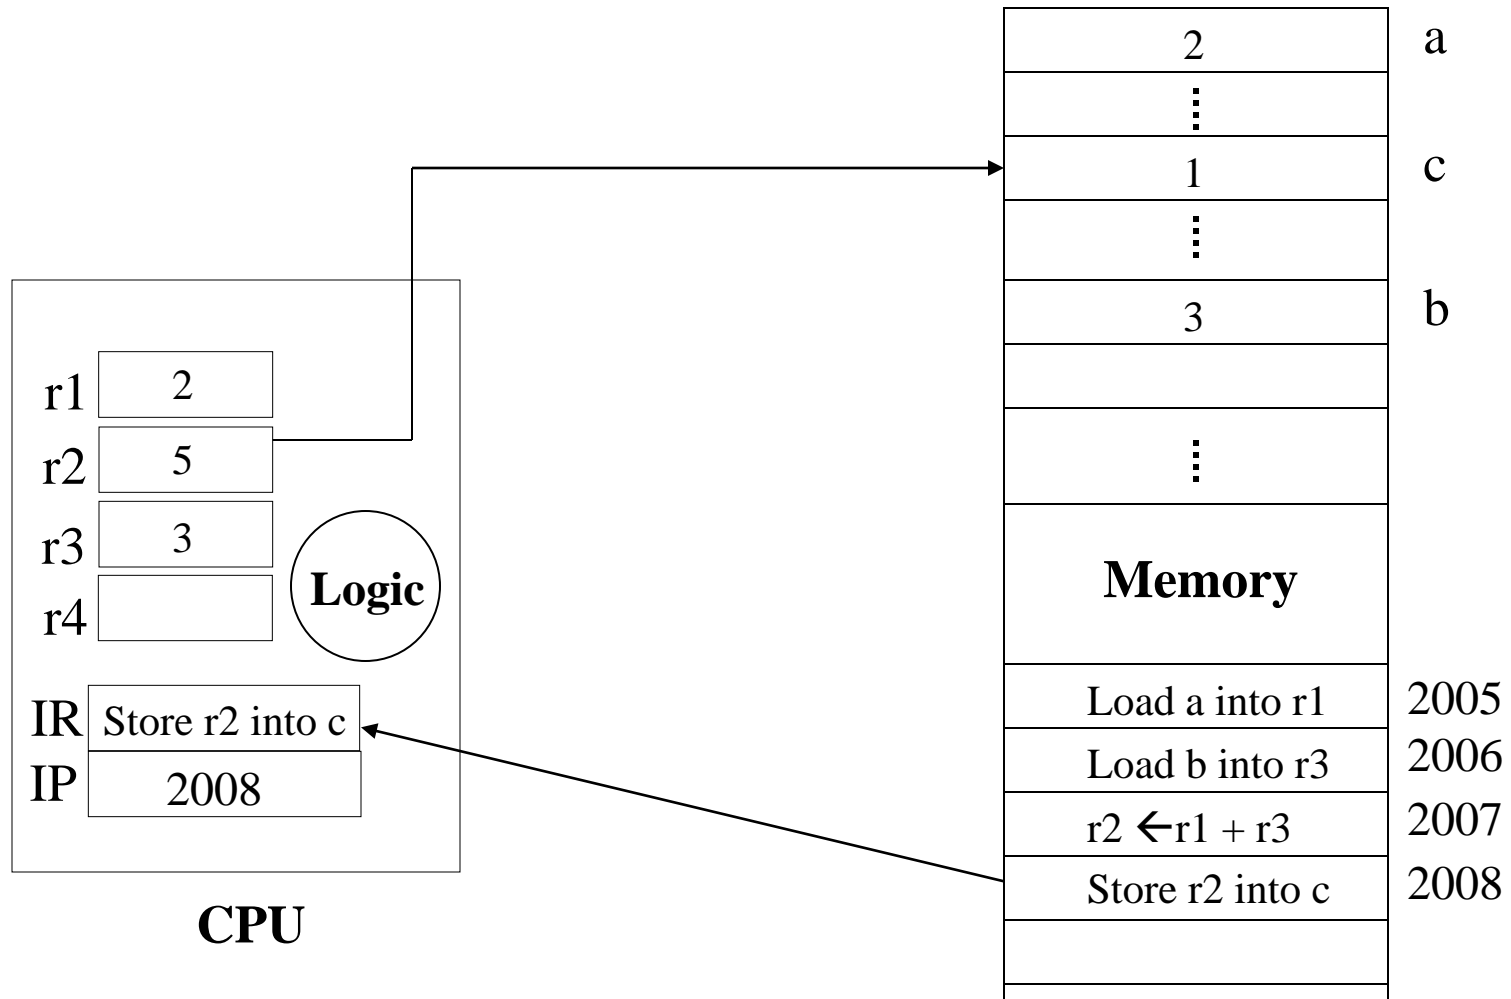 2 a
1 c
3 b
r1 2
r2 5
r3 3
r4
Logic
IR Store r2 into c
IP 2008
CPU
Memory
Load a into r1 2005
Load b into r3 2006
r2 ←r1 + r3 2007
Store r2 into c 2008